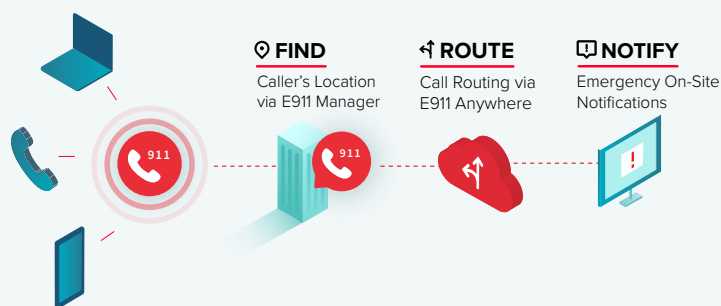 FIND
Caller's Location
via E911 Manager
ROUTE
Call Routing via
E911 Anywhere
NOTIFY
Emergency On-Site
Notifications
911
911
!